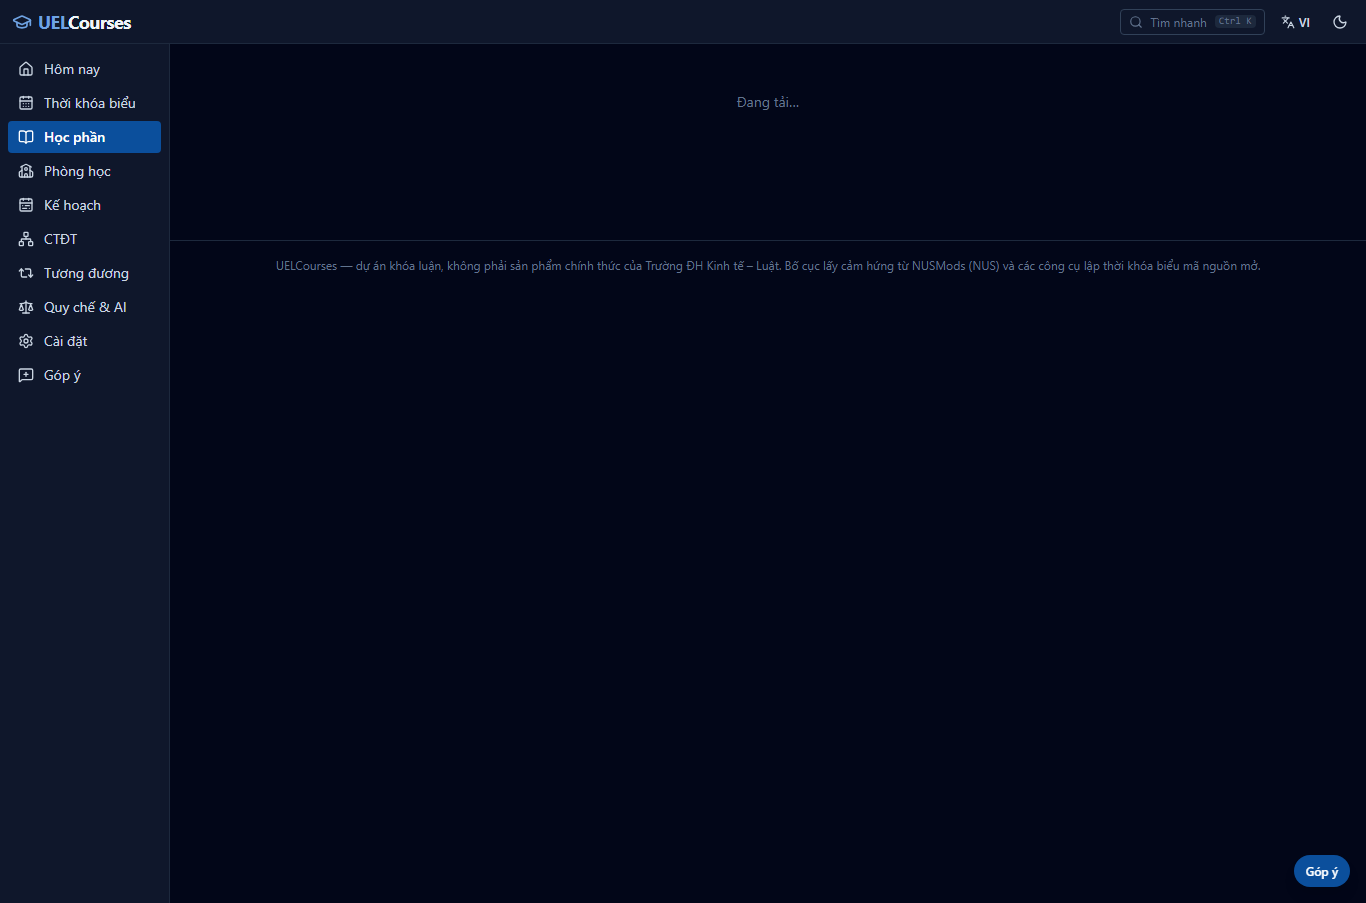 UELCourses
Tìm nhanh Ctrl K
VI
Hôm nay
Thời khóa biểu
Học phần
Phòng học
Kế hoạch
CTĐT
Tương đương
Quy chế & AI
Cài đặt
Góp ý
Đang tải...
UELCourses — dự án khóa luận, không phải sản phẩm chính thức của Trường ĐH Kinh tế – Luật. Bố cục lấy cảm hứng từ NUSMods (NUS) và các công cụ lập thời khóa biểu mã nguồn mở.
Góp ý